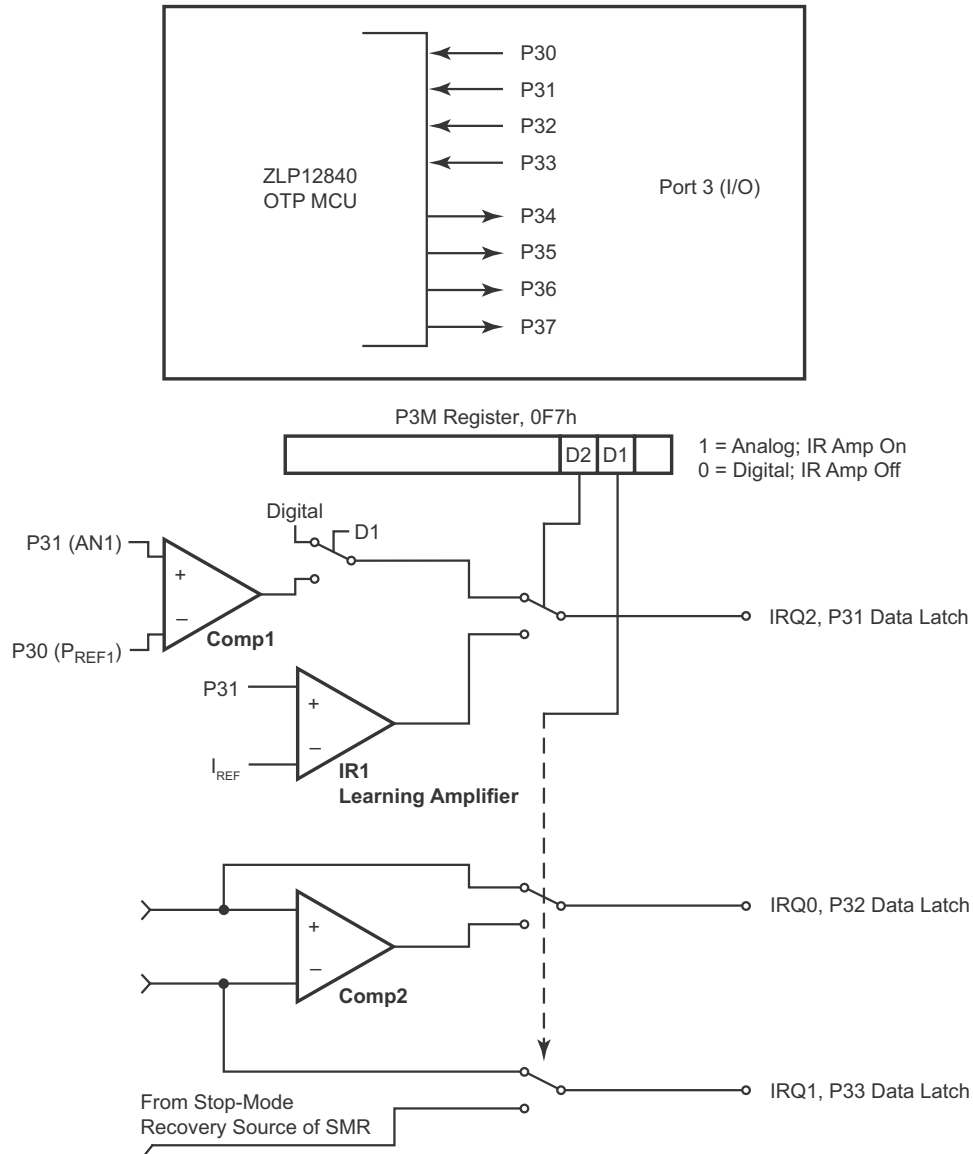 P30
P31
P32
P33
ZLP12840
OTP MCU
Port 3 (I/O)
P34
P35
P36
P37
P3M Register, 0F7h
D2 D1
1 = Analog; IR Amp On
0 = Digital; IR Amp Off
Digital
D1
P31 (AN1)
+
−
Comp1
P30 (PREF1)
IRQ2, P31 Data Latch
P31
+
−
IREF
IR1
Learning Amplifier
IRQ0, P32 Data Latch
+
−
Comp2
IRQ1, P33 Data Latch
From Stop-Mode
Recovery Source of SMR